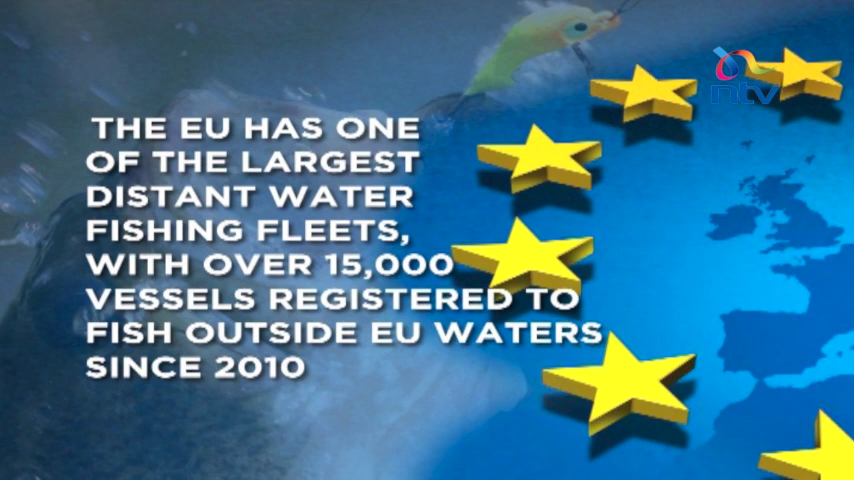 ntv
THE EU HAS ONE
OF THE LARGEST
DISTANT WATER
FISHING FLEETS,
WITH OVER 15,000
VESSELS REGISTERED TO
FISH OUTSIDE EU WATERS
SINCE 2010